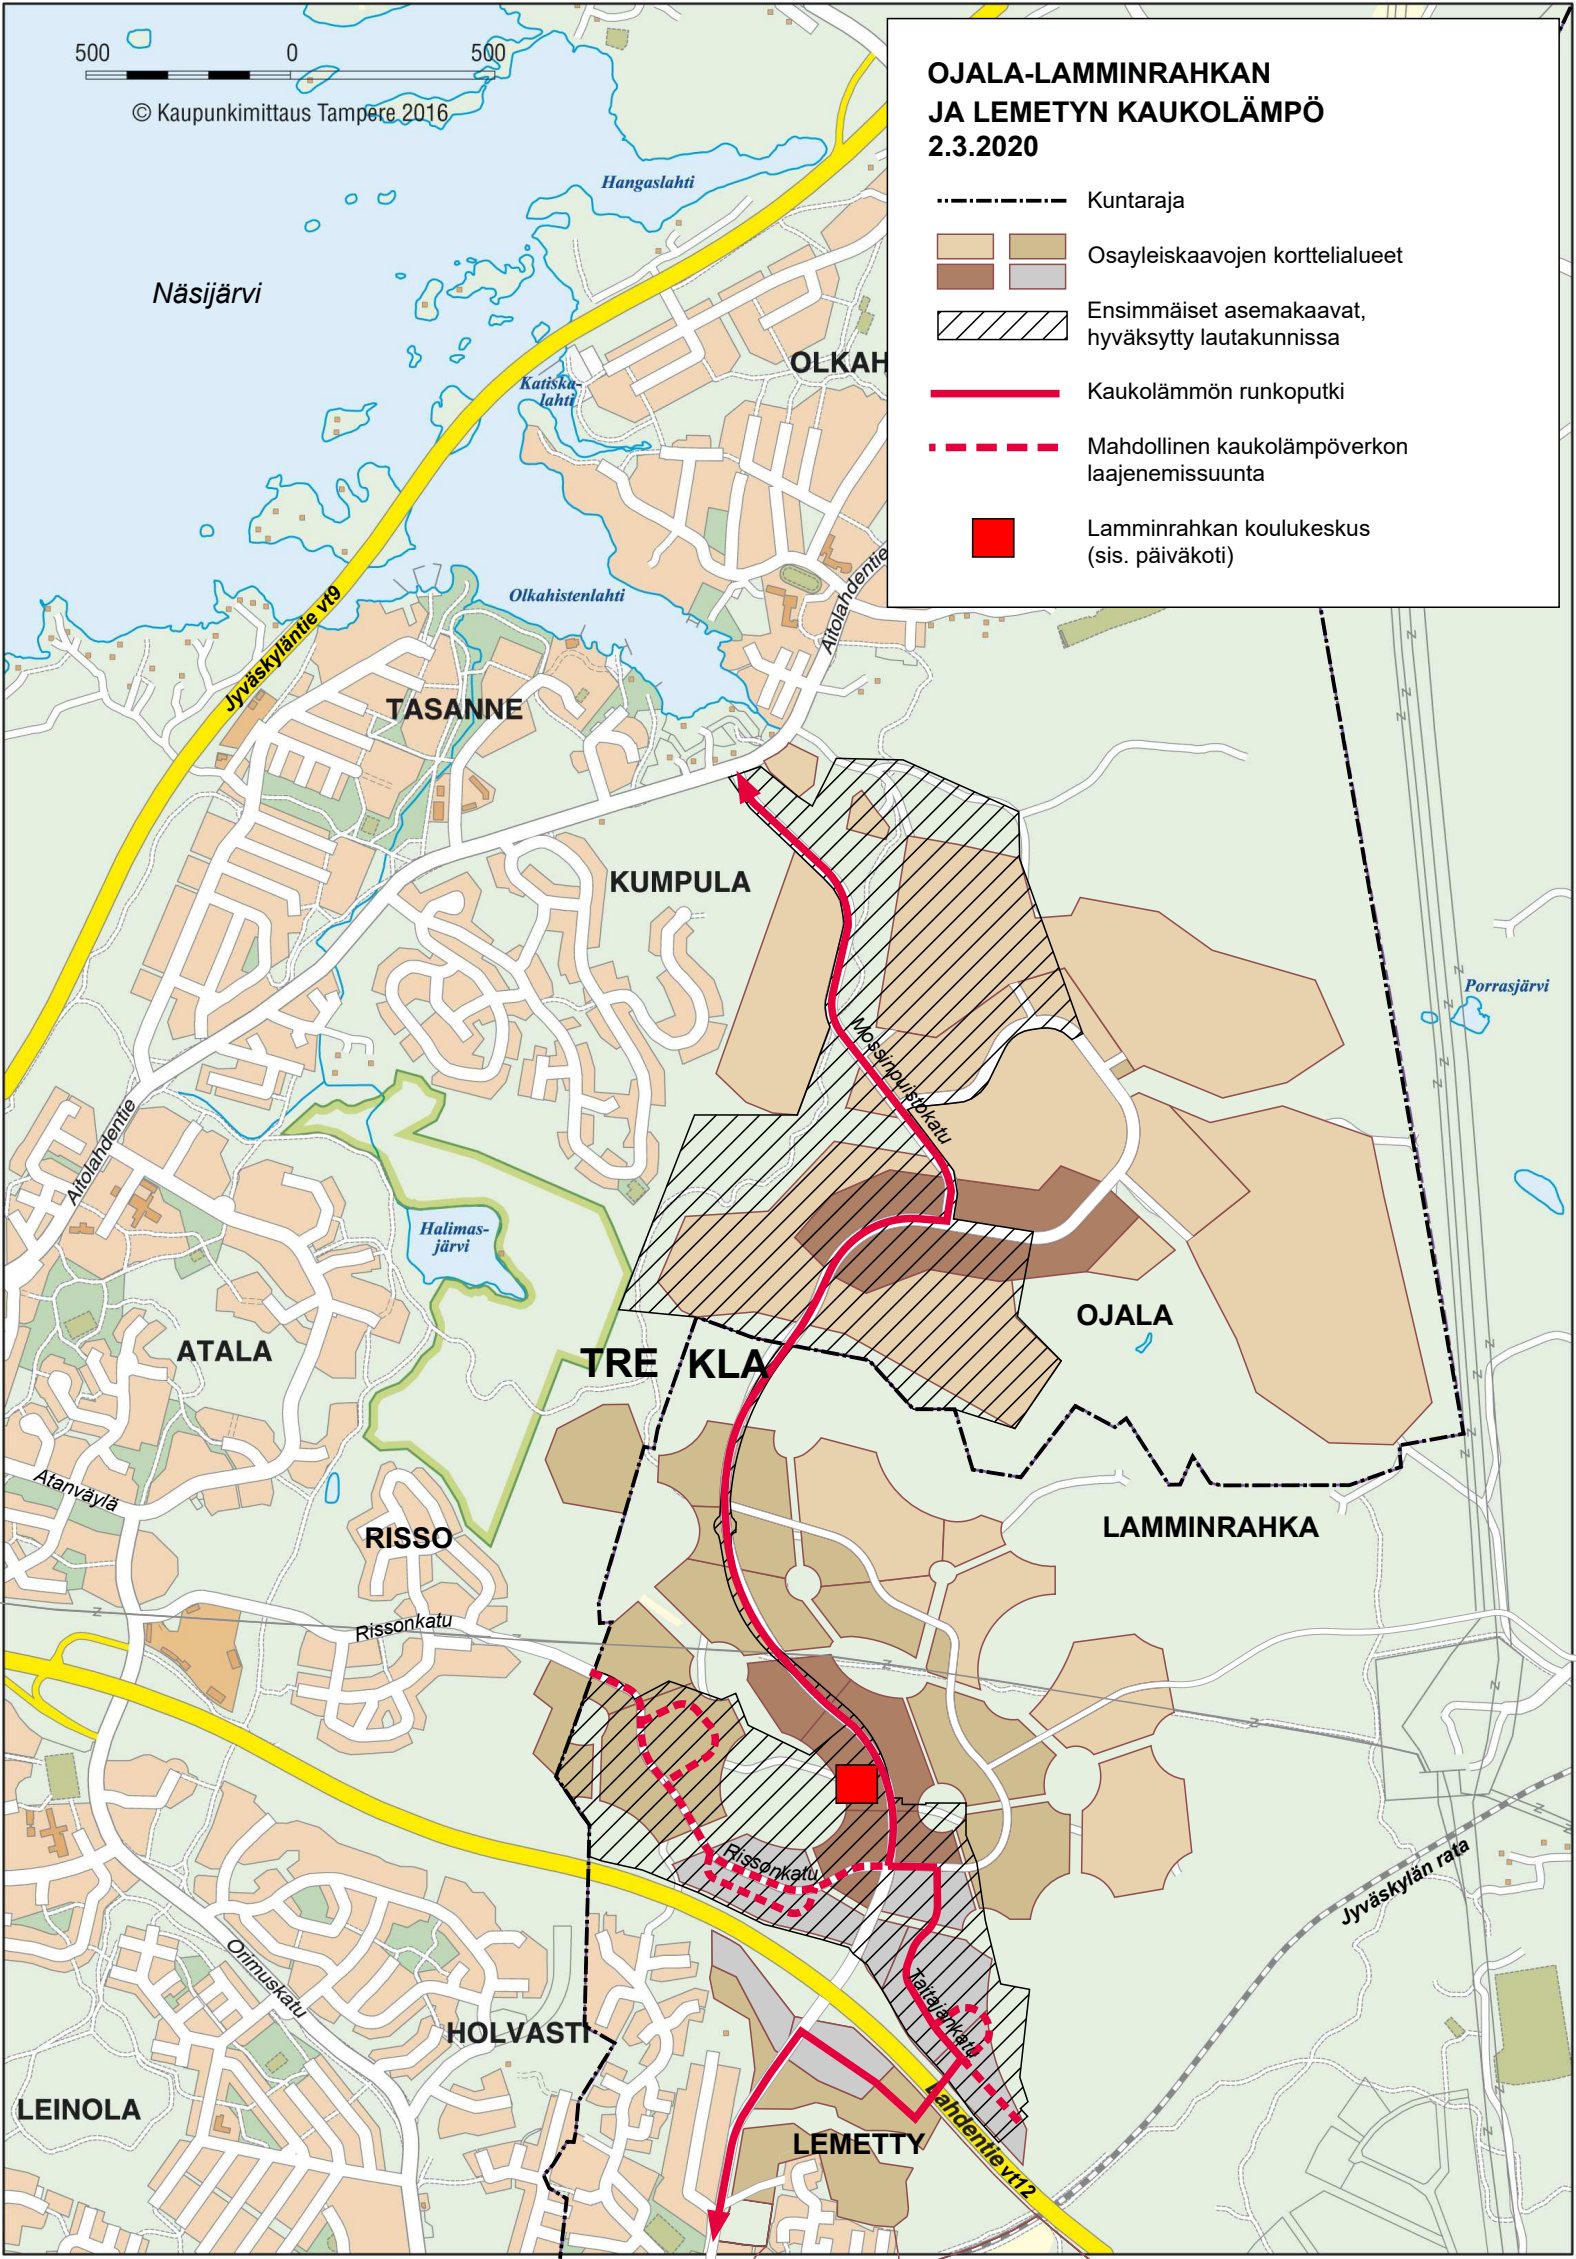 500 0 500
© Kaupunkimittaus Tampere 2016
OJALA-LAMMINRAHKAN
JA LEMETYN KAUKOLÄMPÖ
2.3.2020
Kuntaraja
Osayleiskaavojen korttelialueet
Ensimmäiset asemakaavat,
hyväksytty lautakunnissa
Kaukolämmön runkoputki
Mahdollinen kaukolämpöverkon
laajenemissuunta
Lamminrahkan koulukeskus
(sis. päiväkoti)
Hangaslahti
Näsijärvi
OLKAH
Katiska-
lahti
Aitolahdentie
Olkahistenlahti
Jyväskyläntie vt9
TASANNE
KUMPULA
Porrasjärvi
Mossinpuistokatu
Aitolahdentie
Halimas-
järvi
OJALA
ATALA
TRE KLA
Atanväylä
RISSO
LAMMINRAHKA
Rissonkatu
Rissonkatu
Jyväskylän rata
Orimuskatu
Taitajankatu
HOLVASTI
LEINOLA
LEMETTY
Lahdentie vt12